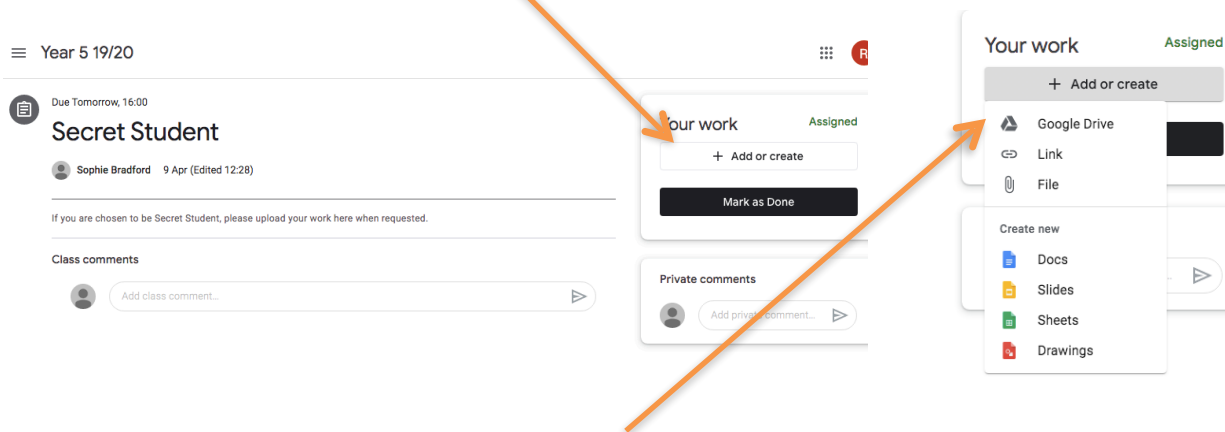 Year 5 19/20
R
Due Tomorrow, 16:00
Secret Student
Sophie Bradford 9 Apr (Edited 12:28)
If you are chosen to be Secret Student, please upload your work here when requested.
Class comments
Add class comment...
Your work Assigned
+ Add or create
Mark as Done
Private comments
Add private comment...
Your work Assigned
+ Add or create
Google Drive
Link
File
Create new
Docs
Slides
Sheets
Drawings